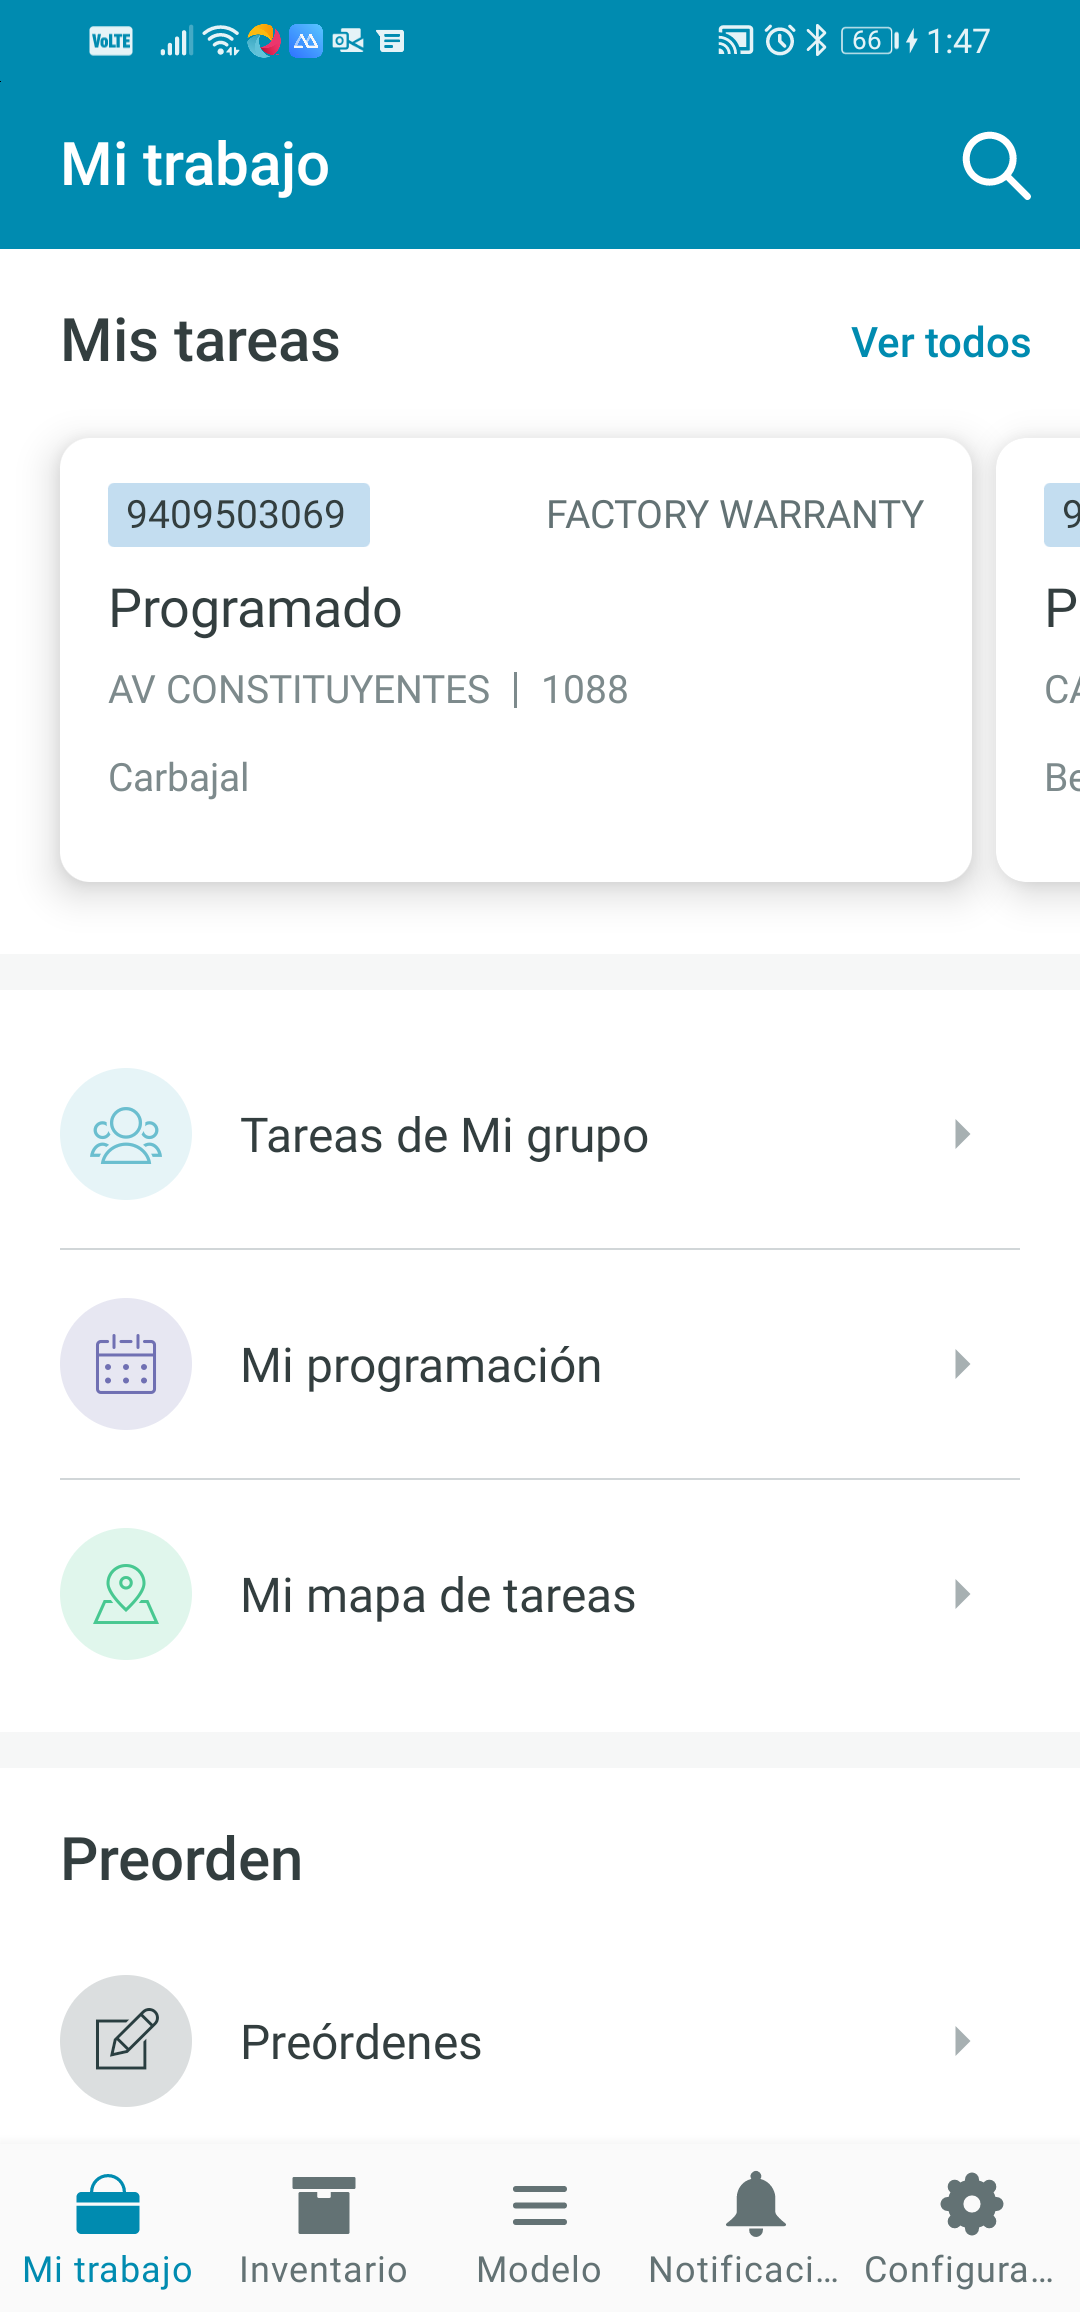 VoLTE 66 1:47
Mi trabajo
Mis tareas Ver todos
9409503069 FACTORY WARRANTY 9
Programado P
AV CONSTITUYENTES | 1088 CA
Carbajal Be
Tareas de Mi grupo
Mi programación
Mi mapa de tareas
Preorden
Preórdenes
Mi trabajo Inventario Modelo Notificaci... Configura...